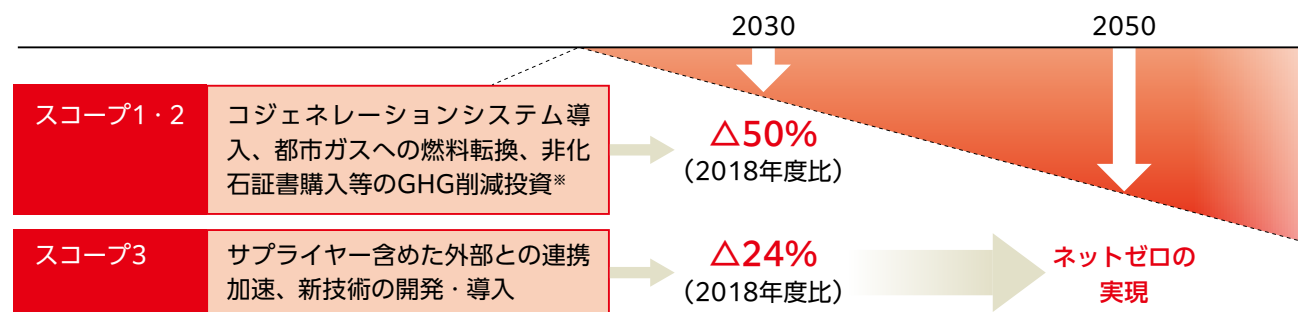 2030
2050
スコープ1・2
コジェネレーションシステム導
入、都市ガスへの燃料転換、非化
石証書購入等のGHG削減投資※
△50%
（2018年度比）
スコープ3
サプライヤー含めた外部との連携
加速、新技術の開発・導入
△24%
（2018年度比）
ネットゼロの
実現